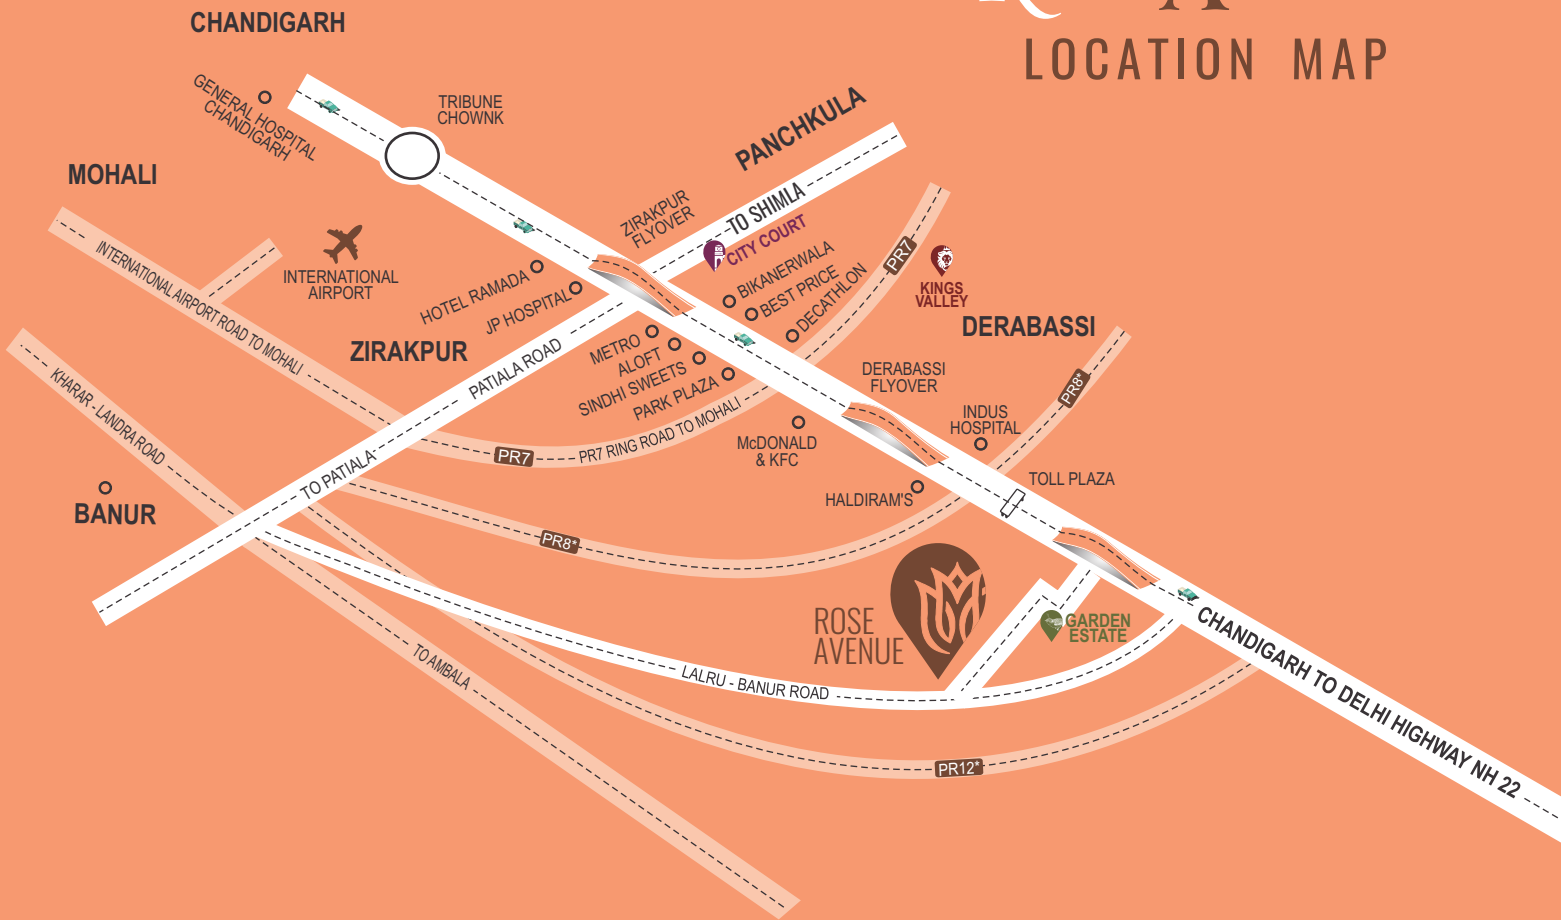 CHANDIGARH
LOCATION MAP
GENERAL HOSPITAL
CHANDIGARH
TRIBUNE
CHOWNK
PANCHKULA
MOHALI
ZIRAKPUR
FLYOVER
TO SHIMLA
CITY COURT
INTERNATIONAL AIRPORT ROAD TO MOHALI
INTERNATIONAL
AIRPORT
HOTEL RAMADA
JP HOSPITAL
BIKANERWALA
BEST PRICE
DECATHLON
PR7
KINGS
VALLEY
DERABASSI
ZIRAKPUR
PATIALA ROAD
METRO
ALOFT
SINDHI SWEETS
PARK PLAZA
DERABASSI
FLYOVER
PR8*
KHARAR - LANDRA ROAD
PR7
PR7 RING ROAD TO MOHALI
McDONALD
& KFC
INDUS
HOSPITAL
TO PATIALA
HALDIRAM'S
TOLL PLAZA
BANUR
PR8*
ROSE
AVENUE
GARDEN
ESTATE
TO AMBALA
LALRU - BANUR ROAD
CHANDIGARH TO DELHI HIGHWAY NH 22
PR12*